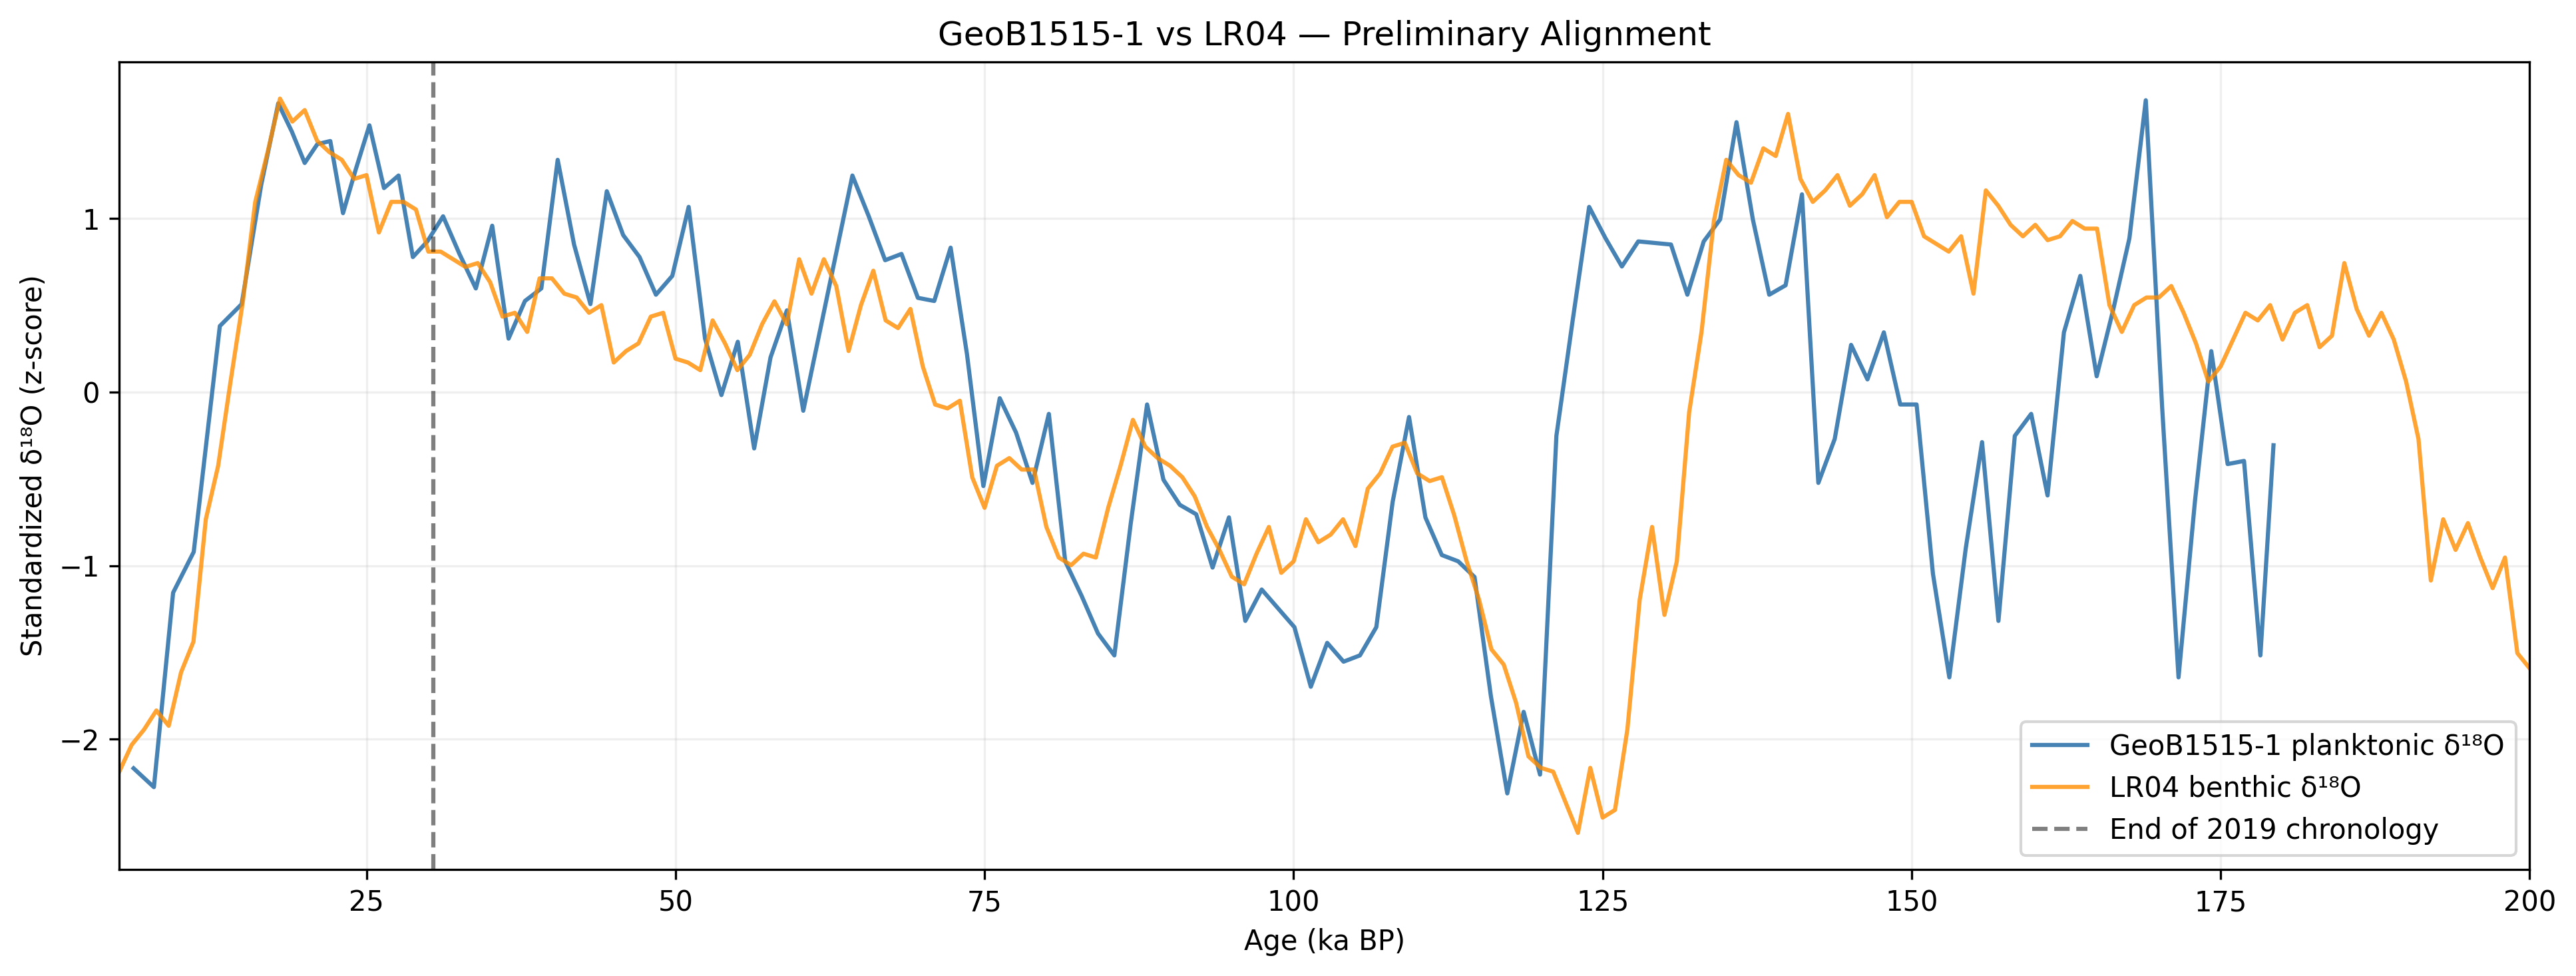 GeoB1515-1 vs LR04 — Preliminary Alignment
Standardized δ¹⁸O (z-score)
1
0
−1
−2
GeoB1515-1 planktonic δ¹⁸O
LR04 benthic δ¹⁸O
End of 2019 chronology
25 50 75 100 125 150 175 200
Age (ka BP)